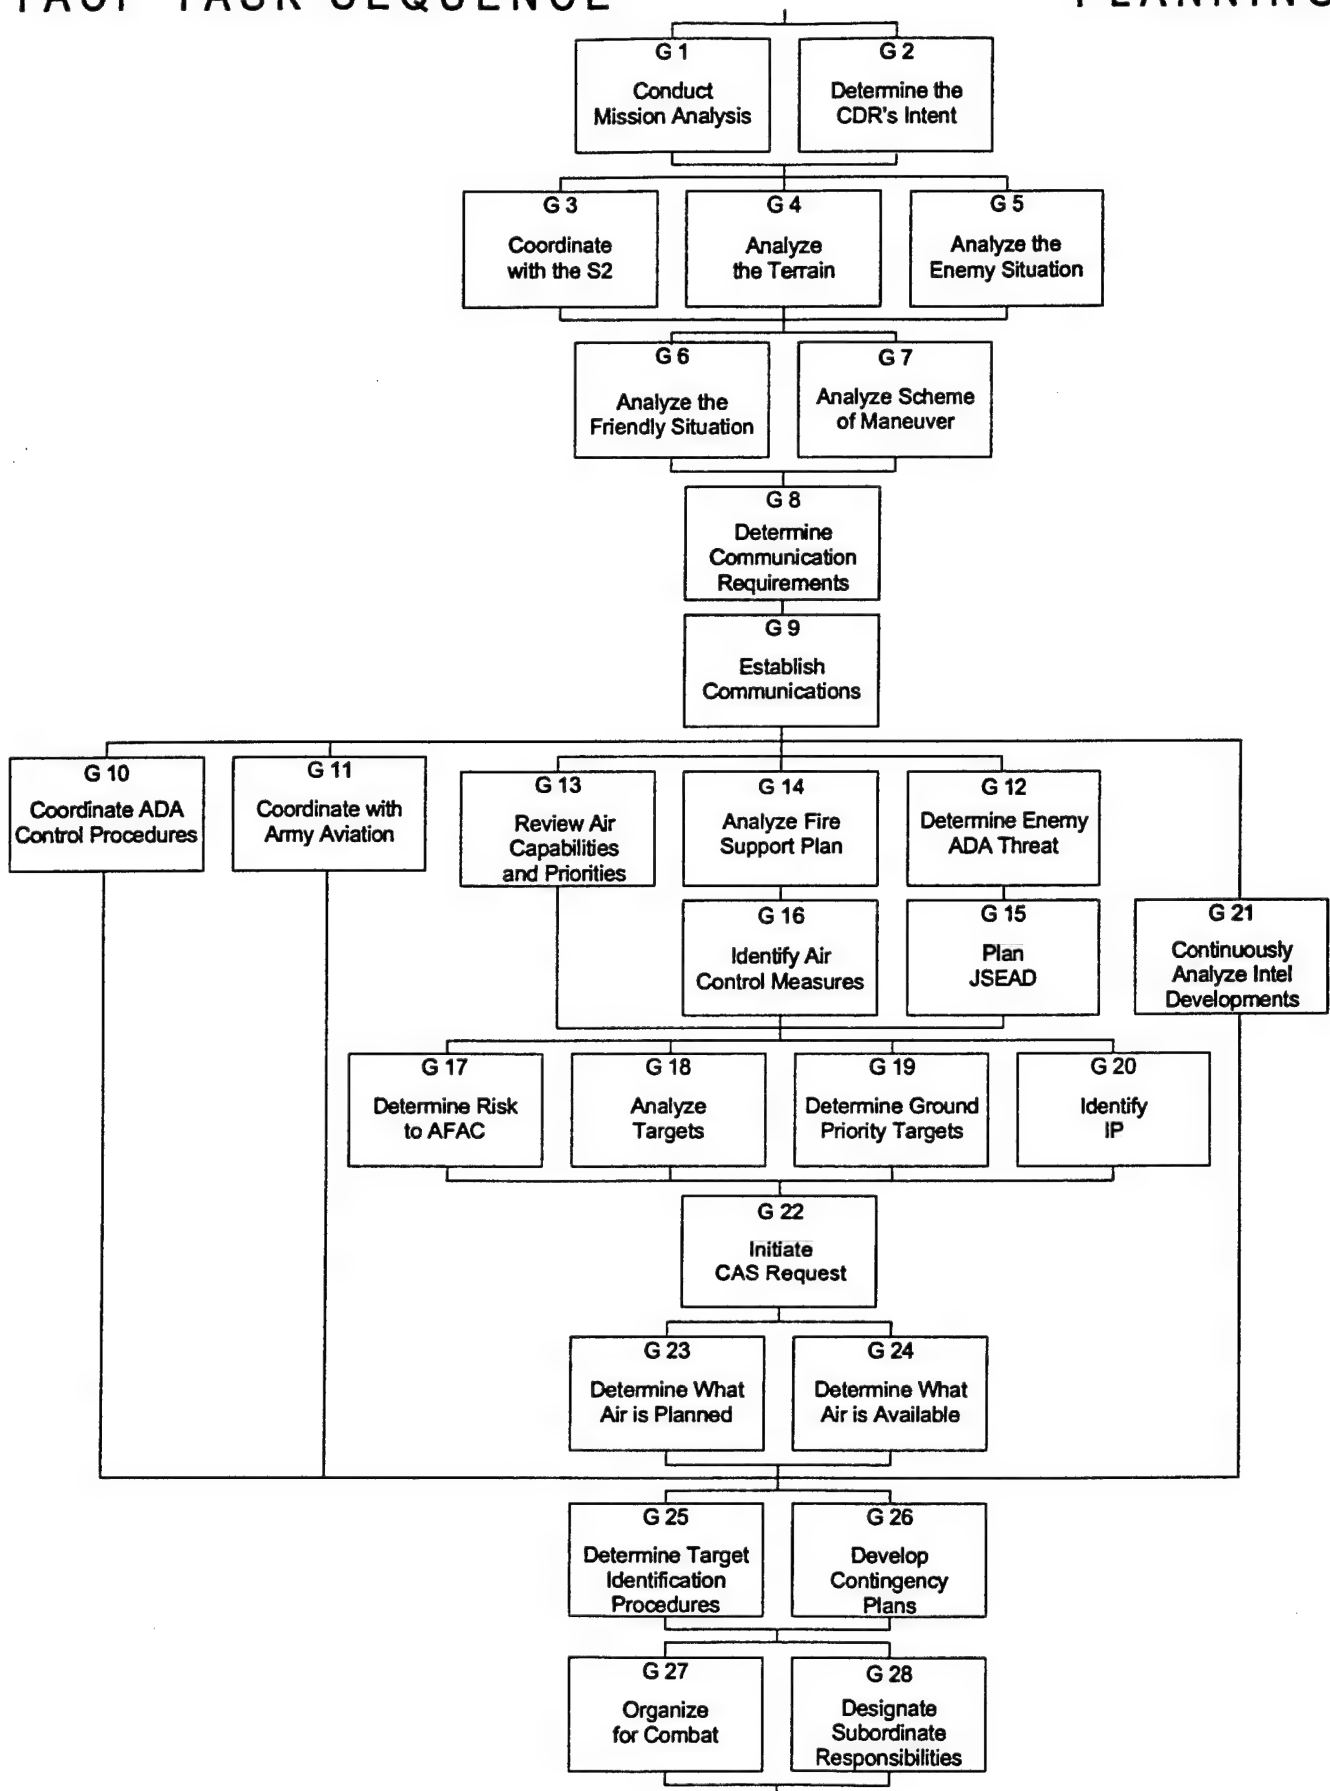 TACP TASK SEQUENCE PLANNING
G 1
Conduct
Mission Analysis
G 2
Determine the
CDR's Intent
G 3
Coordinate
with the S2
G 4
Analyze
the Terrain
G 5
Analyze the
Enemy Situation
G 6
Analyze the
Friendly Situation
G 7
Analyze Scheme
of Maneuver
G 8
Determine
Communication
Requirements
G 9
Establish
Communications
G 10
Coordinate ADA
Control Procedures
G 11
Coordinate with
Army Aviation
G 13
Review Air
Capabilities
and Priorities
G 14
Analyze Fire
Support Plan
G 12
Determine Enemy
ADA Threat
G 16
Identify Air
Control Measures
G 15
Plan
JSEAD
G 21
Continuously
Analyze Intel
Developments
G 17
Determine Risk
to AFAC
G 18
Analyze
Targets
G 19
Determine Ground
Priority Targets
G 20
Identify
IP
G 22
Initiate
CAS Request
G 23
Determine What
Air is Planned
G 24
Determine What
Air is Available
G 25
Determine Target
Identification
Procedures
G 26
Develop
Contingency
Plans
G 27
Organize
for Combat
G 28
Designate
Subordinate
Responsibilities